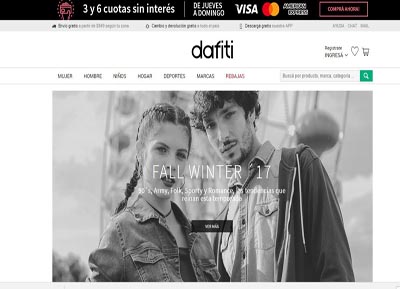 3 y 6 cuotas sin interés
DE JUEVES
A DOMINGO
VISA
AMERICAN
EXPRESS
COMPRÁ AHORA!
Envío gratis a partir de $949 según tu zona.
Cambio y devolución gratis a todo el país
Descargá gratis nuestra APP!
AYUDA CHAT MAIL
dafiti
Registrate
INGRESÁ
MUJER HOMBRE NIÑOS HOGAR DEPORTES MARCAS REBAJAS
Buscá por producto, marca, categoría...
FALL WINTER '17
90´s, Army, Folk, Sporty y Romance, las tendencias que
reinan esta temporada
VER MÁS